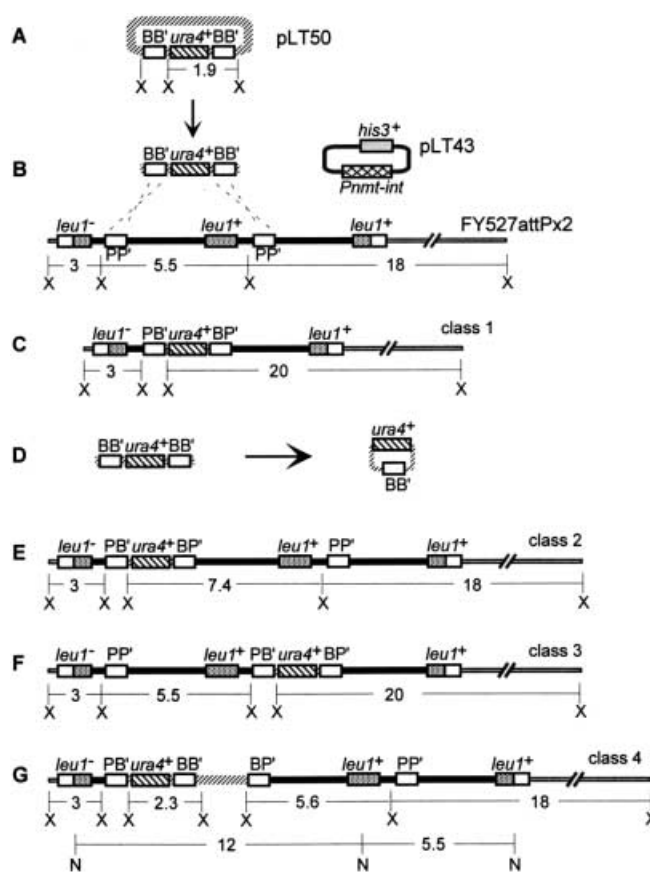 A
pLT50
BB' ura4+ BB'
1.9
X X X
B
BB' ura4+ BB'
his3+
pLT43
Pnmt-int
FY527attPx2
leu1- leu1+ leu1+
PP' PP'
3 5.5 18
X X X X
C
class 1
leu1- PB' ura4+ BP' leu1+
3 20
X X X X
D
BB' ura4+ BB'
ura4+
BB'
E
class 2
leu1- PB' ura4+ BP' leu1+ PP' leu1+
3 7.4 18
X X X X X
F
class 3
leu1- PP' leu1+ PB' ura4+ BP' leu1+
3 5.5 20
X X X X X
G
class 4
leu1- PB' ura4+ BB' BP' leu1+ PP' leu1+
3 2.3 5.6 18
X X X X X X
12 5.5
N N N